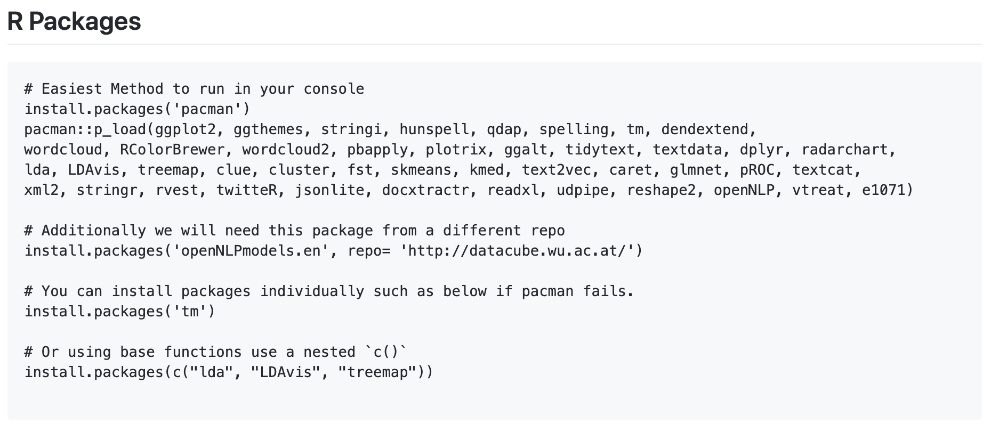 R Packages
# Easiest Method to run in your console
install.packages('pacman')
pacman::p_load(ggplot2, ggthemes, stringi, hunspell, qdap, spelling, tm, dendextend,
wordcloud, RColorBrewer, wordcloud2, pbapply, plotrix, ggalt, tidytext, textdata, dplyr, radarchart,
lda, LDAvis, treemap, clue, cluster, fst, skmeans, kmed, text2vec, caret, glmnet, pROC, textcat,
xml2, stringr, rvest, twitteR, jsonlite, docxtractr, readxl, udpipe, reshape2, openNLP, vtreat, e1071)
# Additionally we will need this package from a different repo
install.packages('openNLPmodels.en', repo= 'http://datacube.wu.ac.at/')
# You can install packages individually such as below if pacman fails.
install.packages('tm')
# Or using base functions use a nested `c()`
install.packages(c("lda", "LDAvis", "treemap"))